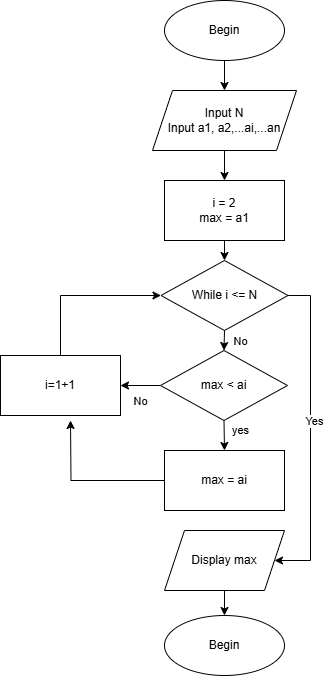 Begin
Input N
Input a1, a2,...ai,...an
i = 2
max = a1
While i <= N
No
max < ai
i=1+1
No
Yes
yes
max = ai
Display max
Begin